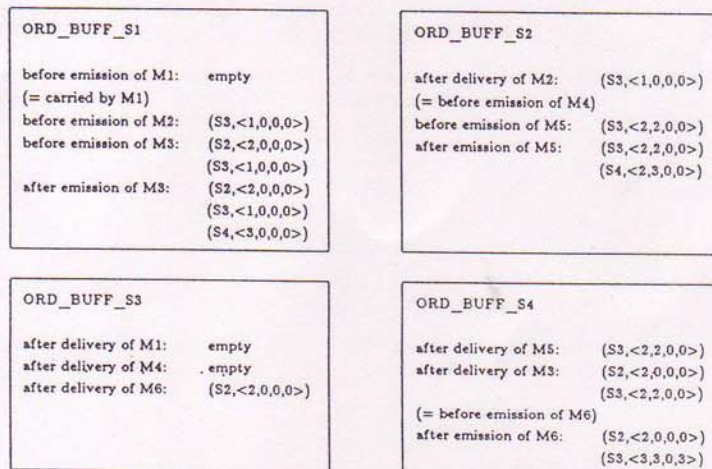 ORD_BUFF_S1
before emission of M1: empty
(= carried by M1)
before emission of M2: (S3,<1,0,0,0>)
before emission of M3: (S2,<2,0,0,0>)
(S3,<1,0,0,0>)
after emission of M3: (S2,<2,0,0,0>)
(S3,<1,0,0,0>)
(S4,<3,0,0,0>)
ORD_BUFF_S2
after delivery of M2: (S3,<1,0,0,0>)
(= before emission of M4)
before emission of M5: (S3,<2,2,0,0>)
after emission of M5: (S3,<2,2,0,0>)
(S4,<2,3,0,0>)
ORD_BUFF_S3
after delivery of M1: empty
after delivery of M4: empty
after delivery of M6: (S2,<2,0,0,0>)
ORD_BUFF_S4
after delivery of M5: (S3,<2,2,0,0>)
after delivery of M3: (S2,<2,0,0,0>)
(S3,<2,2,0,0>)
(= before emission of M6)
after emission of M6: (S2,<2,0,0,0>)
(S3,<3,3,0,3>)